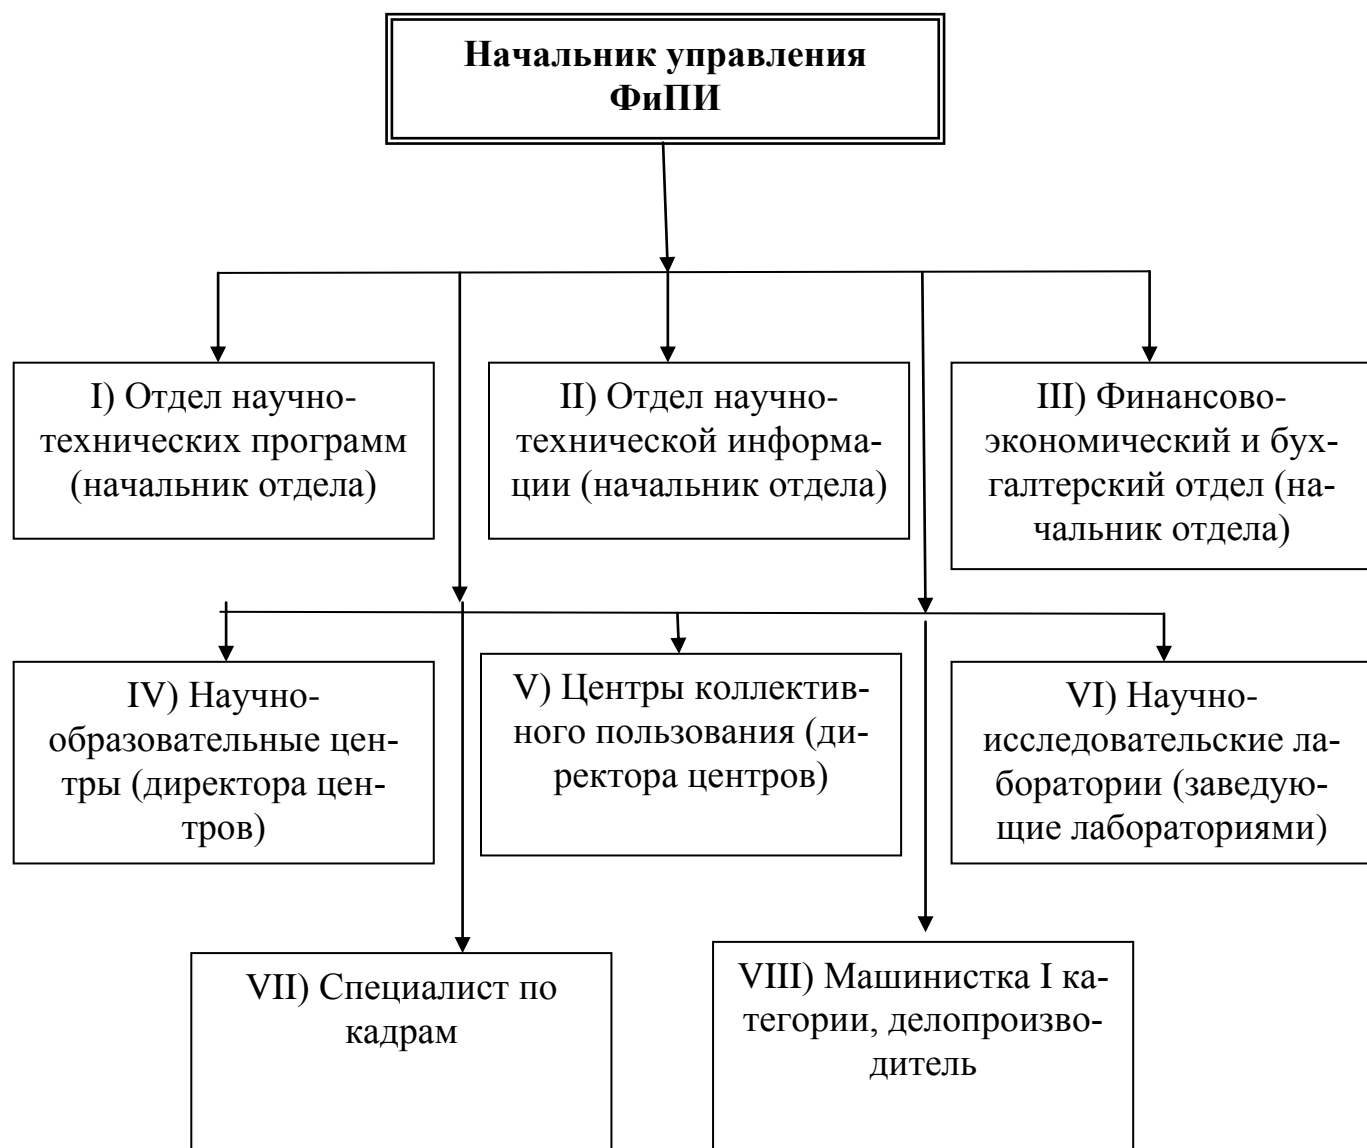 Начальник управления
ФиПИ
I) Отдел научно-
технических программ
(начальник отдела)
II) Отдел научно-
технической информа-
ции (начальник отдела)
III) Финансово-
экономический и бух-
галтерский отдел (на-
чальник отдела)
IV) Научно-
образовательные цен-
тры (директора цен-
тров)
V) Центры коллектив-
ного пользования (ди-
ректора центров)
VI) Научно-
исследовательские ла-
боратории (заведую-
щие лабораториями)
VII) Специалист по
кадрам
VIII) Машинистка I ка-
тегории, делопроизво-
дитель